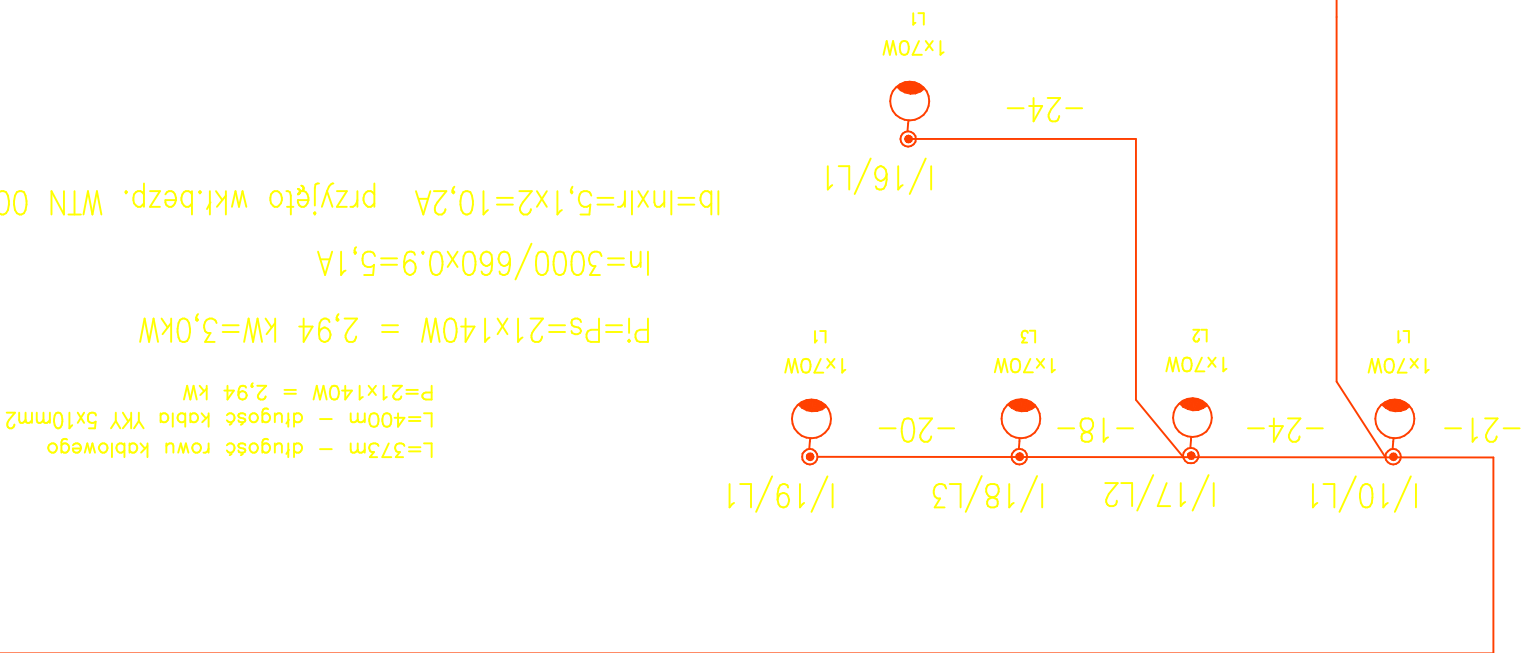 I/10/L1
I/17/L2
I/18/L3
I/19/L1
-21-
-24-
-18-
-20-
1x70W
L1
1x70W
L2
1x70W
L3
1x70W
L1
L=373m - długość rowu kablowego
L=400m - długość kabla YKY 5x10mm2
P=21x140W = 2,94 kW
Pi=Ps=21x140W = 2,94 kW=3,0kW
In=3000/660x0.9=5,1A
Ib=InxIr=5,1x2=10,2A przyjęto wkł.bezp. WTN 00
I/16/L1
-24-
1x70W
L1